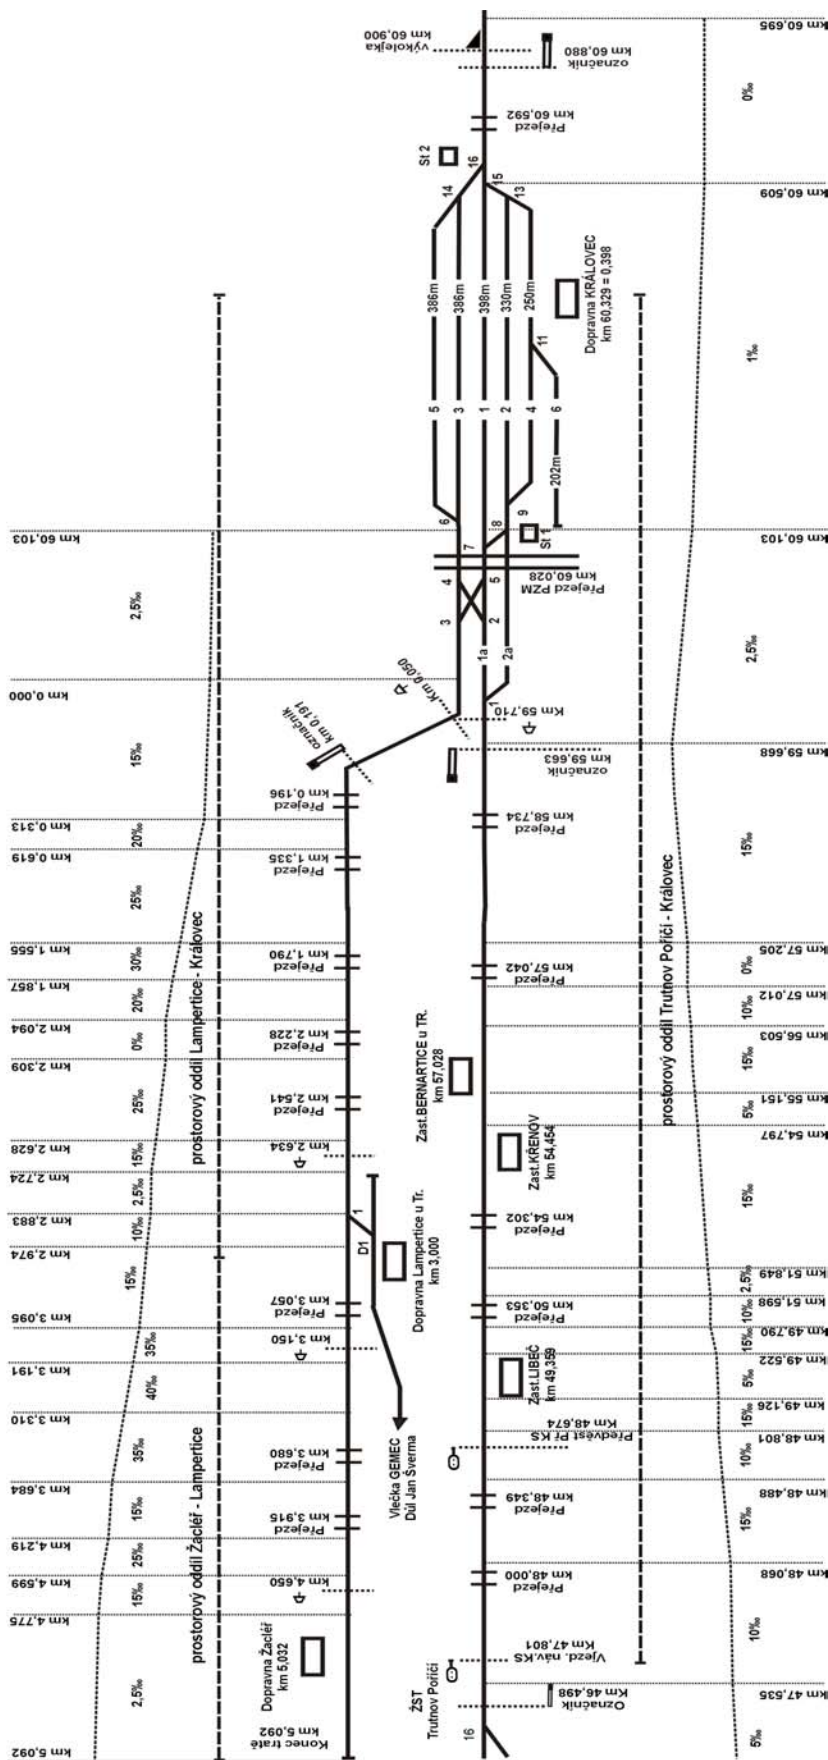 km 60,900
výkolejka
km 60,880
označník
km 60,695
0‰
km 60,592
Přejezd
St 2
16
14
15
13
km 60,509
386m
386m
398m
330m
250m
Dopravna KRÁLOVEC
km 60,329 = 0,398
11
1‰
5
3
1
2
4
6
202m
6
9
8
7
St 1
km 60,103
km 60,103
km 60,028
Přejezd PZM
4
5
3
2
2,5‰
2,5‰
1a
2a
Km 0,050
km 0,000
1
Km 59,710
km 0,191
označník
km 59,663
označník
km 59,668
15‰
km 0,196
Přejezd
km 58,734
Přejezd
km 0,313
20‰
km 0,619
km 1,335
Přejezd
15‰
25‰
prostorový oddíl Lampertice - Královec
prostorový oddíl Trutnov Poříčí - Královec
km 1,555
30‰
km 1,790
Přejezd
km 57,205
0‰
km 57,042
Přejezd
km 1,857
20‰
km 57,012
10‰
km 2,094
0‰
km 2,228
Přejezd
km 56,503
Zast.BERNARTICE u TR.
km 57,028
15‰
km 2,309
25‰
km 2,541
Přejezd
km 55,151
5‰
km 54,797
km 2,628
15‰
km 2,634
Zast.KŘENOV
km 54,454
km 2,724
2,5‰
15‰
km 2,883
10‰
1
D1
km 54,302
Přejezd
km 2,974
Dopravna Lampertice u Tr.
km 3,000
15‰
km 51,849
2,5‰
km 3,057
Přejezd
km 50,353
Přejezd
km 51,598
10‰
km 3,095
35‰
km 3,150
km 49,790
15‰
km 49,522
km 3,191
40‰
Zast.LIBEČ
km 49,359
5‰
km 3,310
km 49,126
15‰
Km 48,674
Předvěst Př KS
km 48,801
Vlečka GEMEC
Důl Jan Šverma
35‰
km 3,680
Přejezd
10‰
km 3,684
km 48,488
prostorový oddíl Žacléř - Lampertice
15‰
km 3,915
Přejezd
km 48,349
Přejezd
15‰
km 4,219
25‰
km 48,068
km 4,599
15‰
km 4,650
km 48,000
Přejezd
km 4,775
10‰
Dopravna Žacléř
km 5,032
Km 47,801
Vjezd. náv.KS
ŽST
Trutnov Poříčí
2,5‰
km 47,535
Km 46,498
Označník
km 5,092
Konec tratě
km 5,092
16
5‰